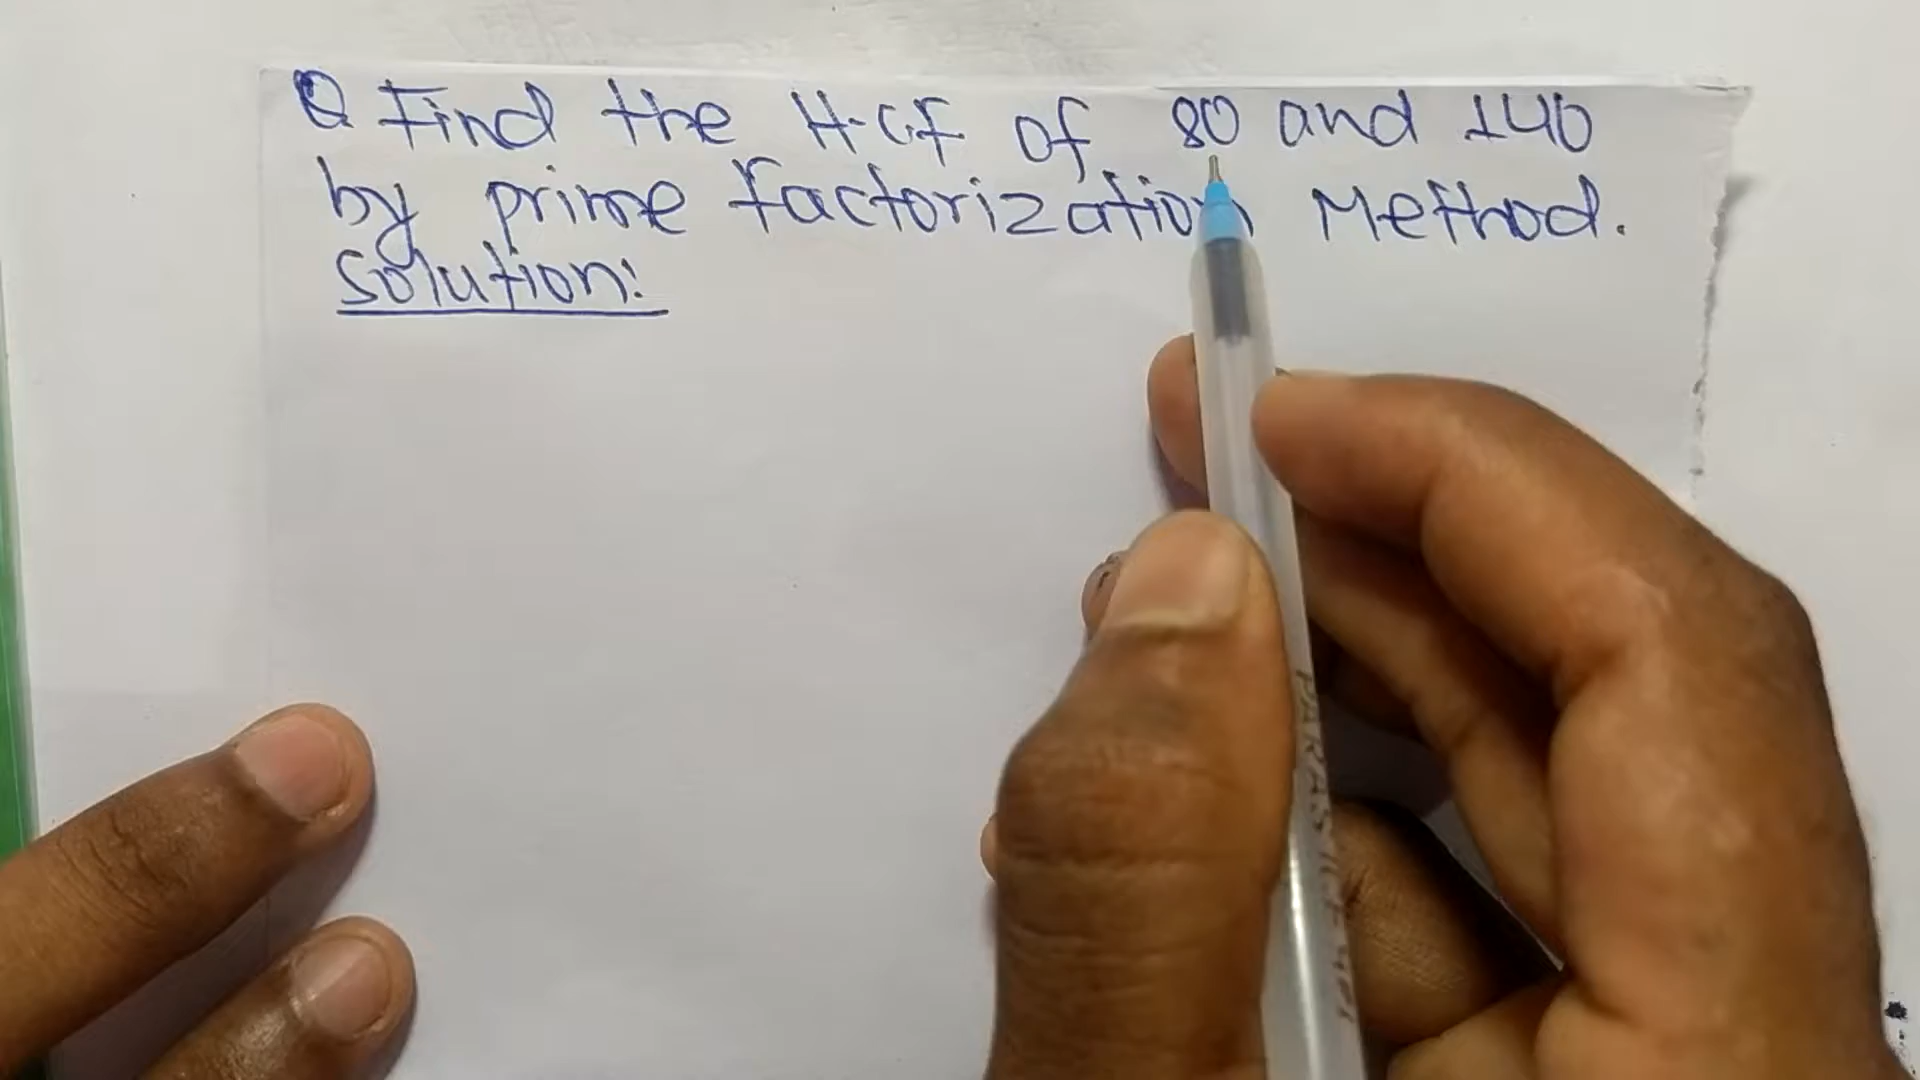 Q Find the H.C.F of 80 and 140
by prime factorization Method.
Solution: